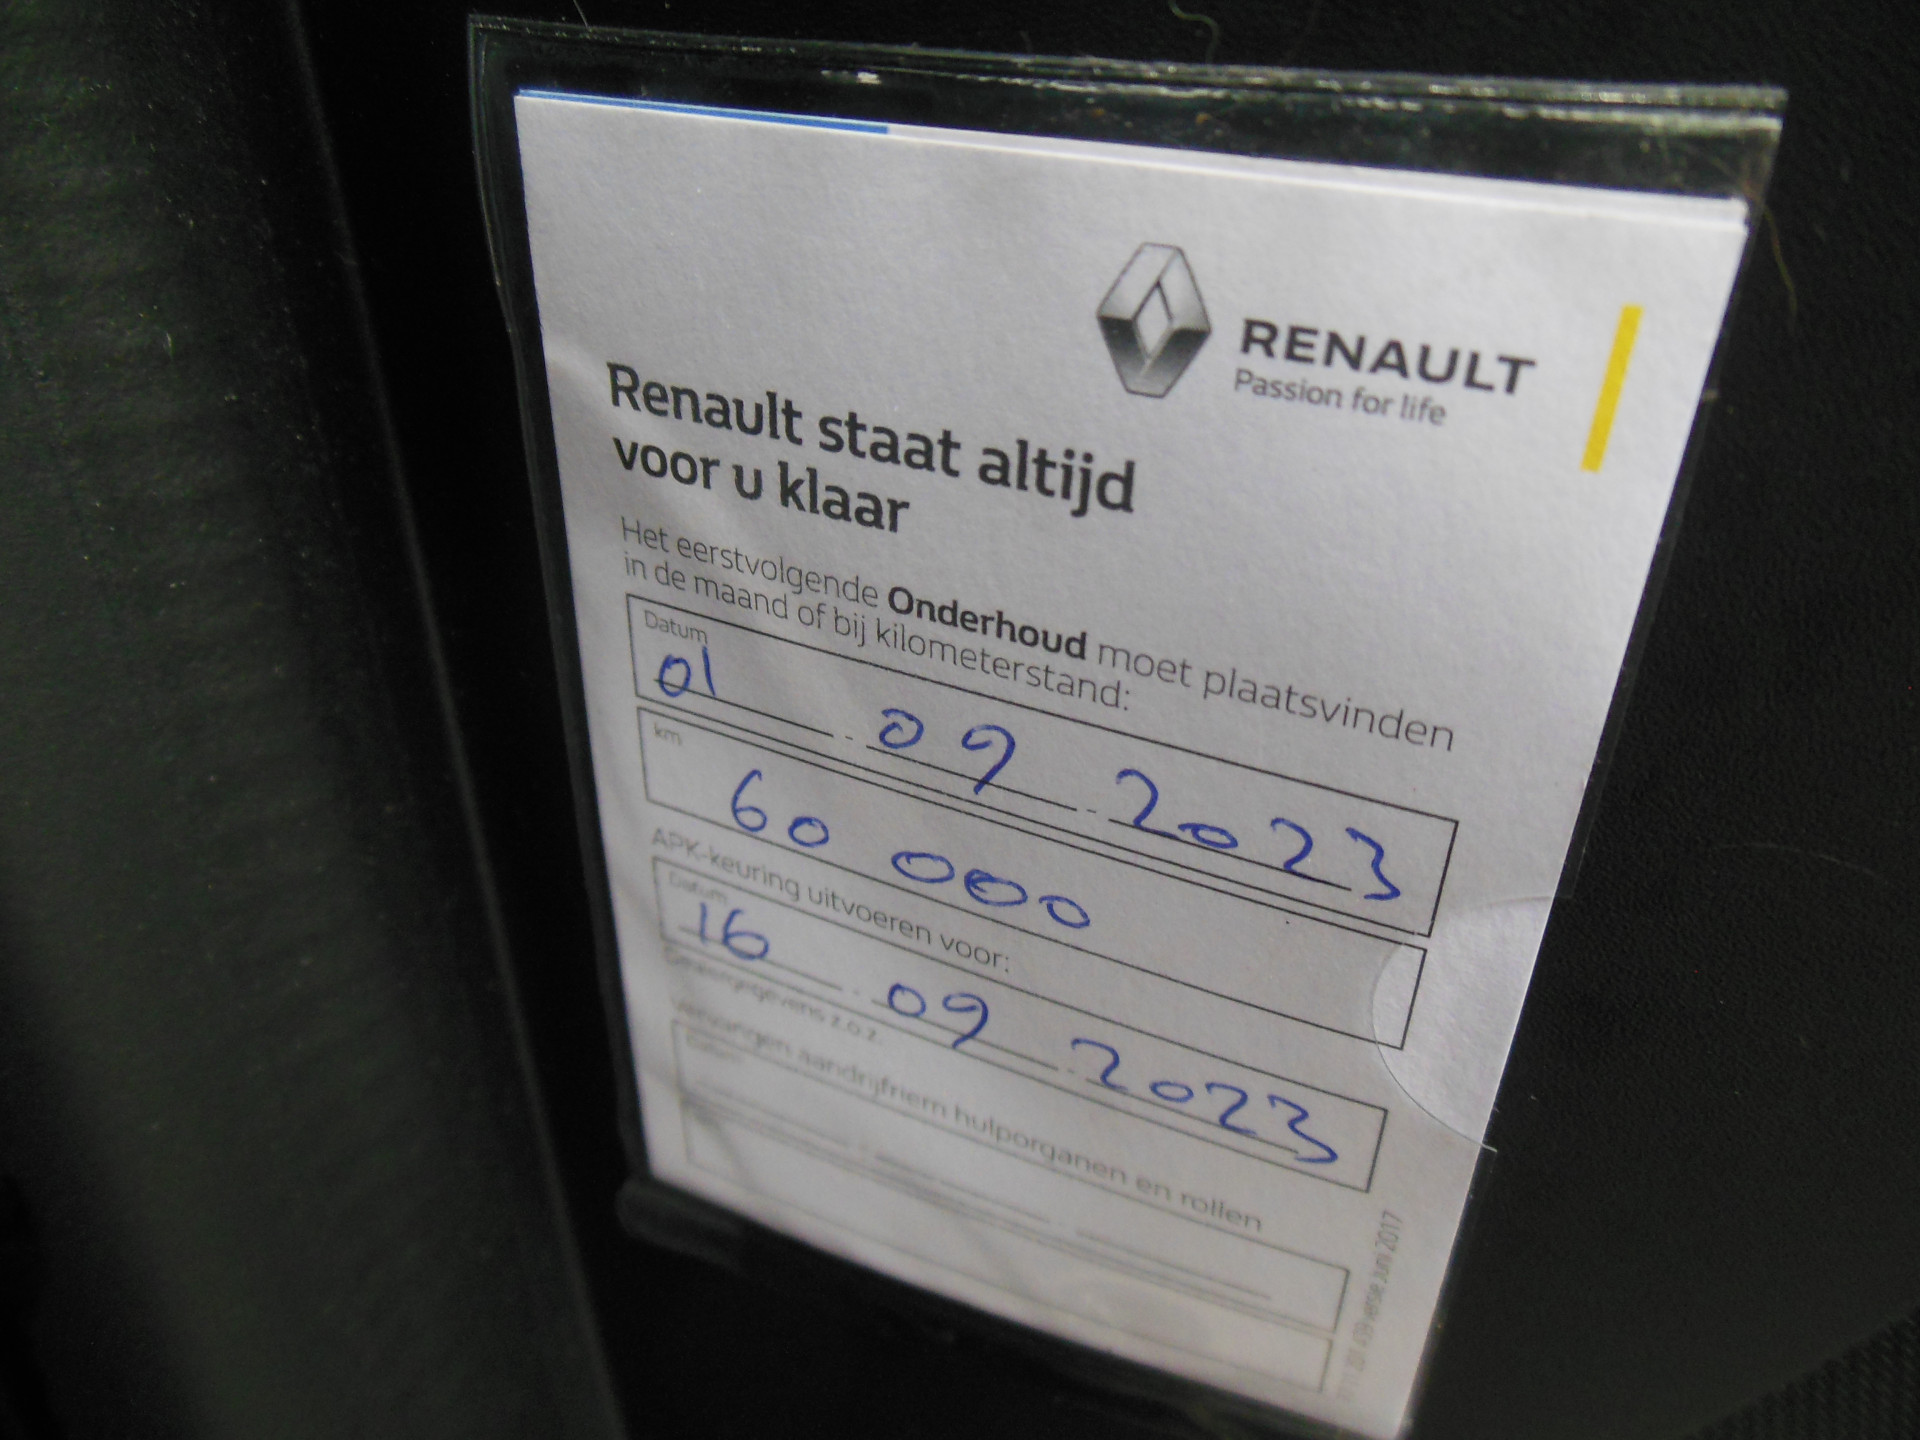 RENAULT
Passion for life
Renault staat altijd
voor u klaar
Het eerstvolgende Onderhoud moet plaatsvinden
in de maand of bij kilometerstand:
Datum
01 09 2023
km
60 000
APK-keuring uitvoeren voor:
Datum
16 09 2023
z.o.z.
aandrijfriem hulporganen en rollen
juni 2017